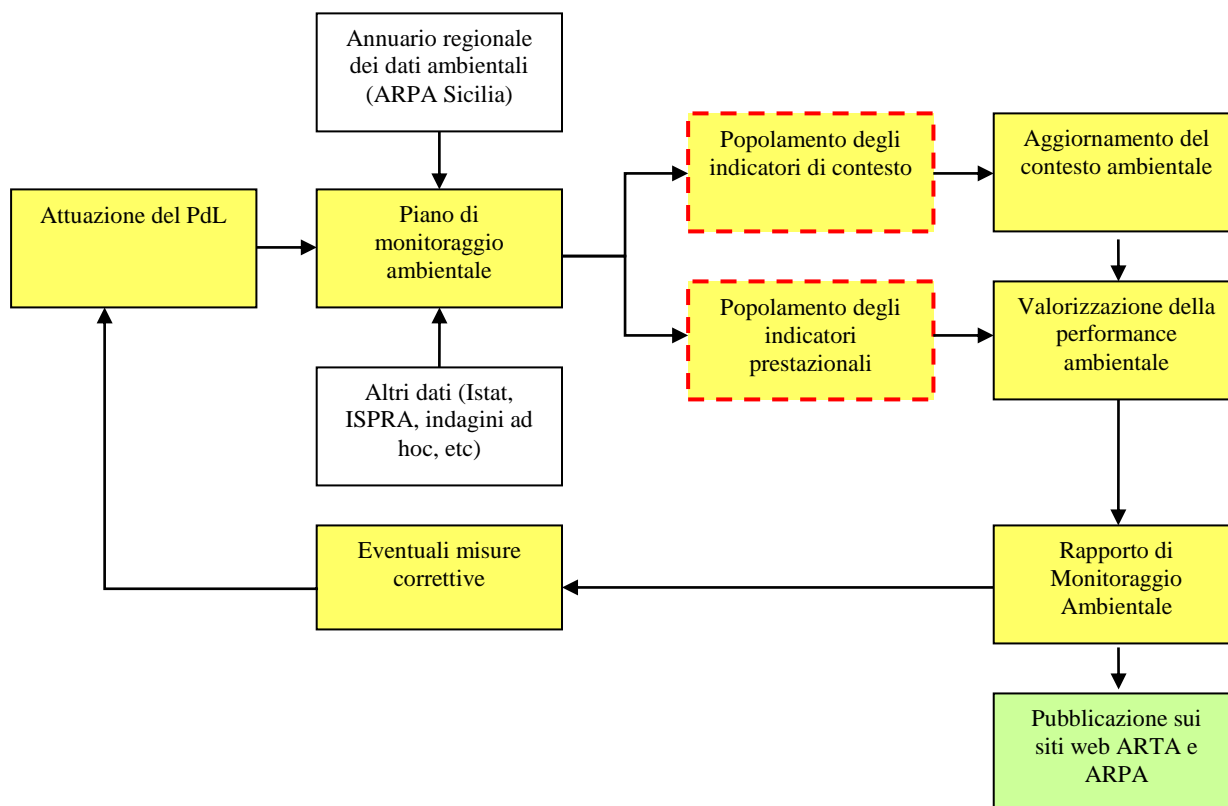 Annuario regionale
dei dati ambientali
(ARPA Sicilia)
Popolamento degli
indicatori di contesto
Aggiornamento del
contesto ambientale
Attuazione del PdL
Piano di
monitoraggio
ambientale
Popolamento degli
indicatori
prestazionali
Valorizzazione della
performance
ambientale
Altri dati (Istat,
ISPRA, indagini ad
hoc, etc)
Eventuali misure
correttive
Rapporto di
Monitoraggio
Ambientale
Pubblicazione sui
siti web ARTA e
ARPA